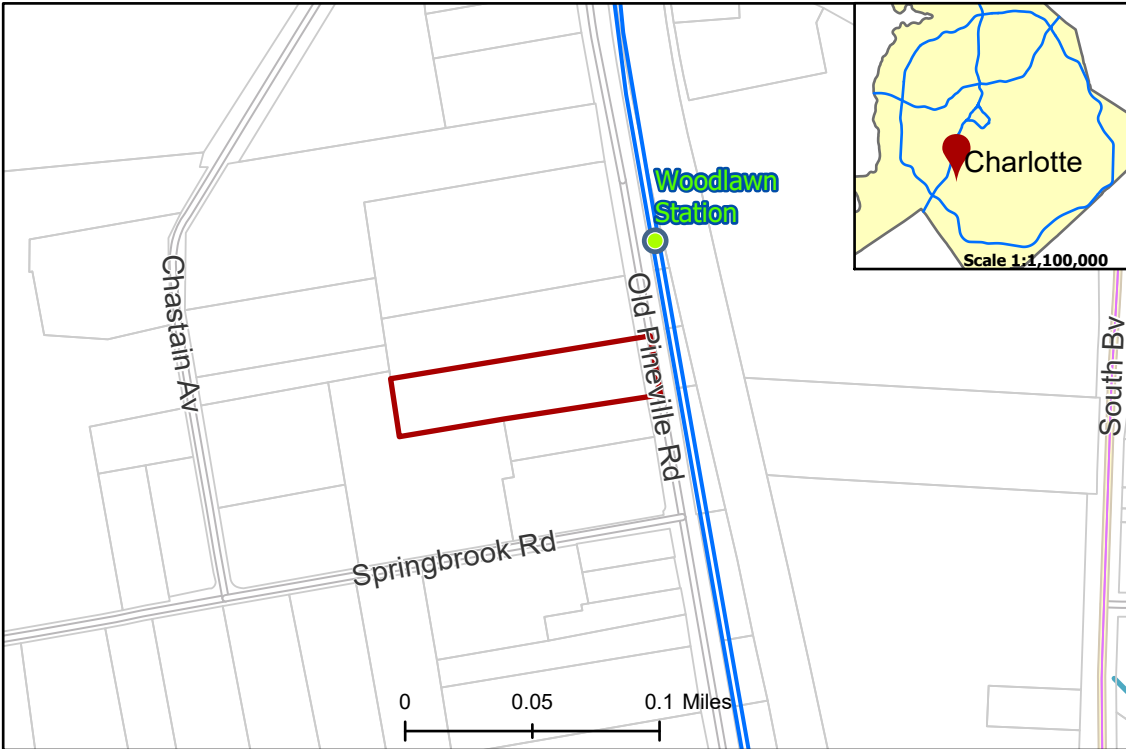 Woodlawn
Station
Charlotte
Scale 1:1,100,000
Chastain Av
Old Pineville Rd
South Bv
Springbrook Rd
0 0.05 0.1 Miles